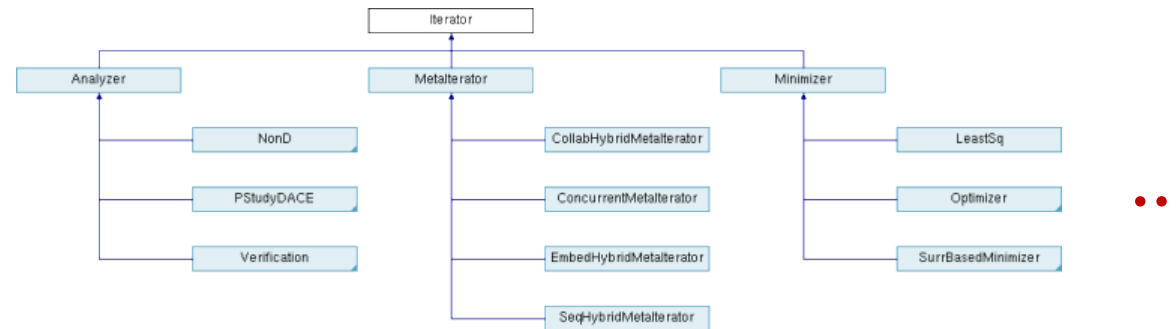 Iterator
Analyzer
MetaIterator
Minimizer
NonD
CollabHybridMetaIterator
LeastSq
PStudyDACE
ConcurrentMetaIterator
Optimizer
Verification
EmbedHybridMetaIterator
SurrBasedMinimizer
SeqHybridMetaIterator